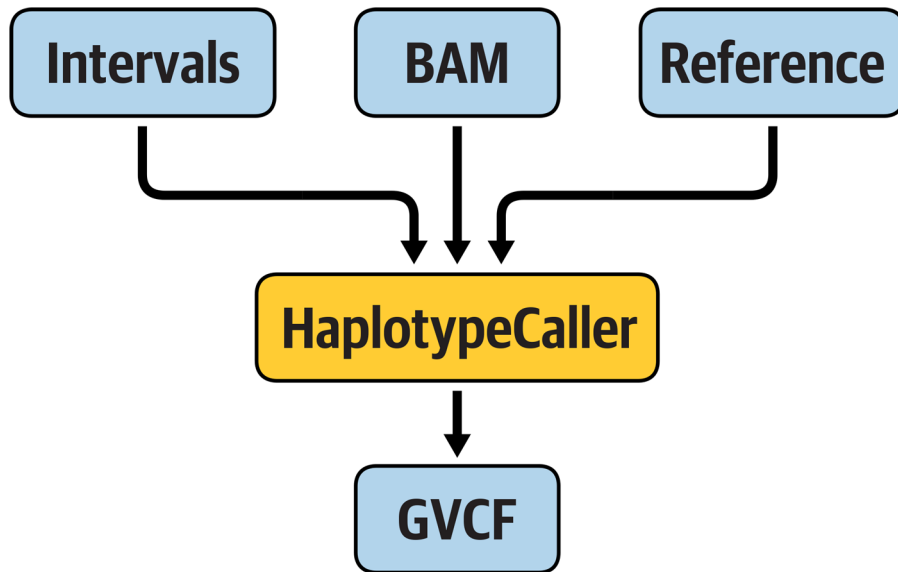 Intervals
BAM
Reference
HaplotypeCaller
GVCF